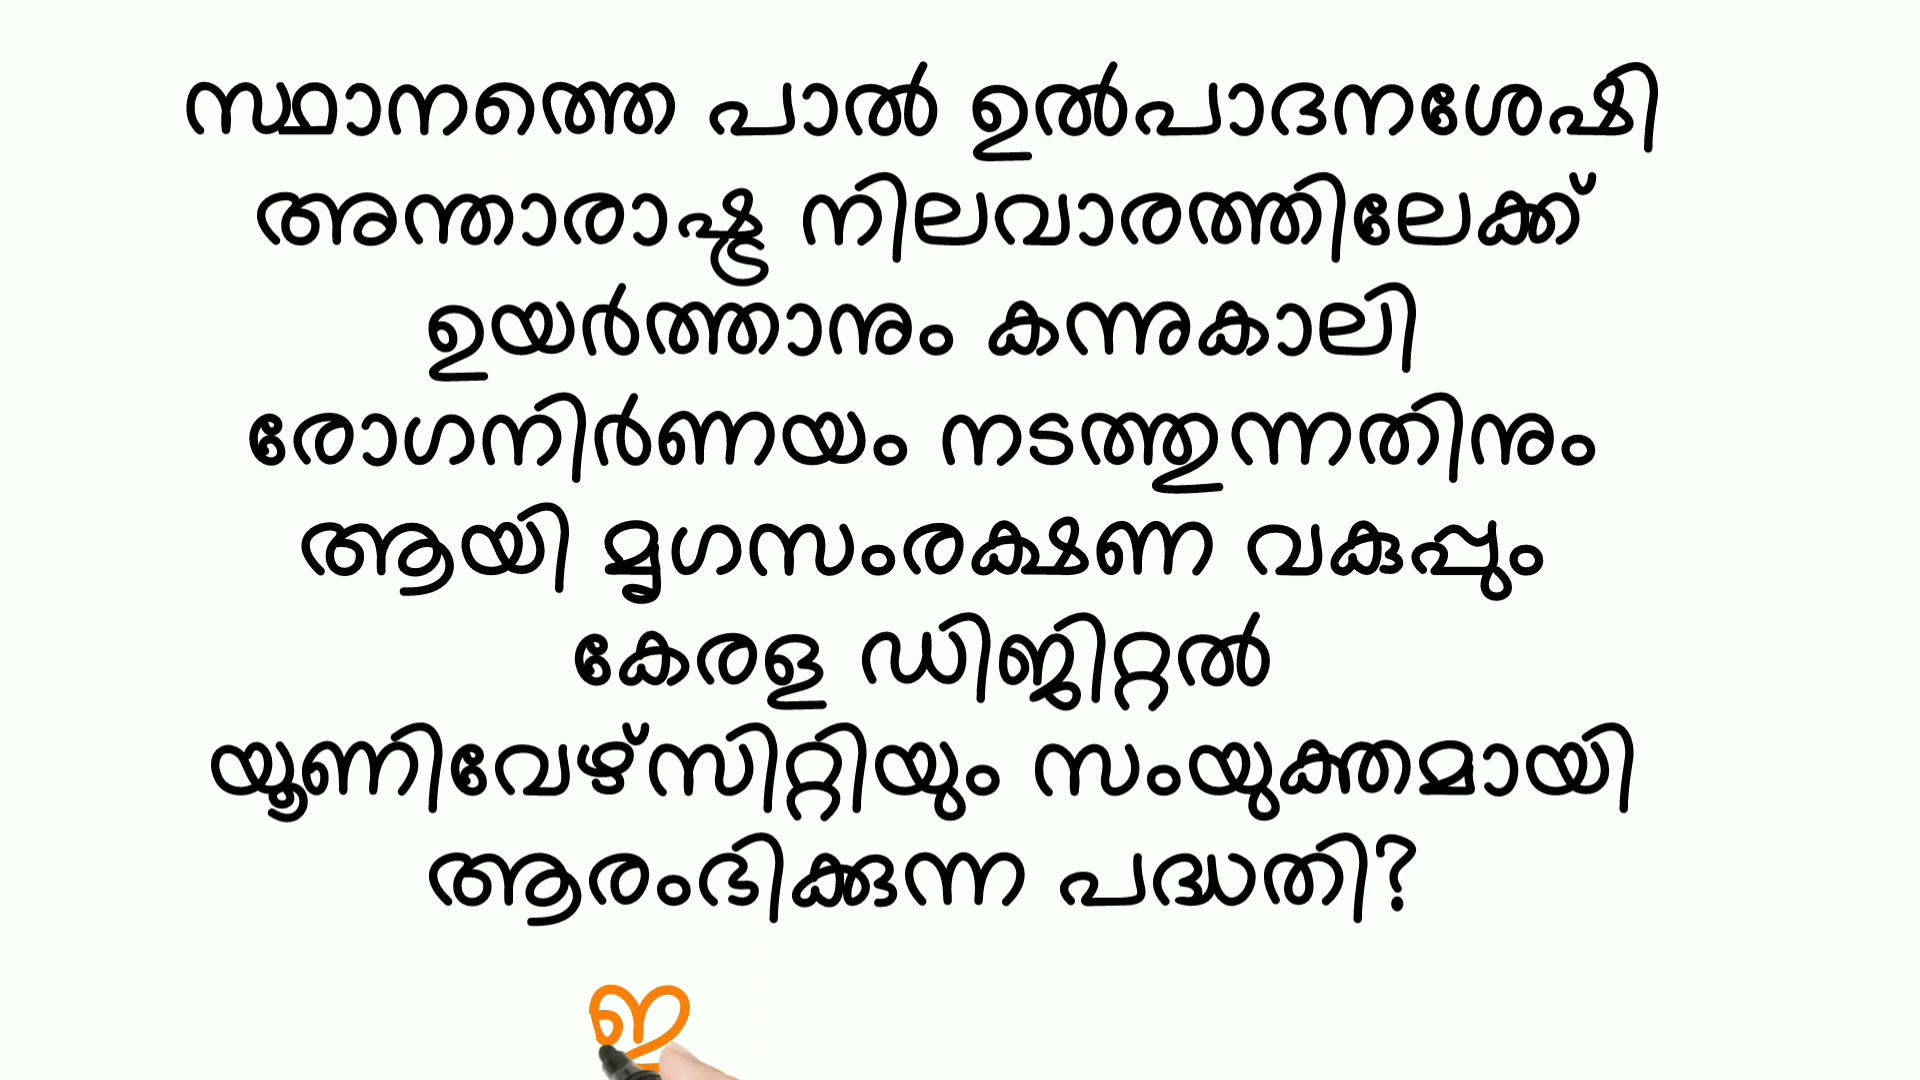 സ്ഥാനത്തെ പാൽ ഉൽപാദനശേഷി
അന്താരാഷ്ട്ര നിലവാരത്തിലേക്ക്
ഉയർത്താനും കന്നുകാലി
രോഗനിർണയം നടത്തുന്നതിനും
ആയി മൃഗസംരക്ഷണ വകുപ്പും
കേരള ഡിജിറ്റൽ
യൂണിവേഴ്സിറ്റിയും സംയുക്തമായി
ആരംഭിക്കുന്ന പദ്ധതി?
ഇ